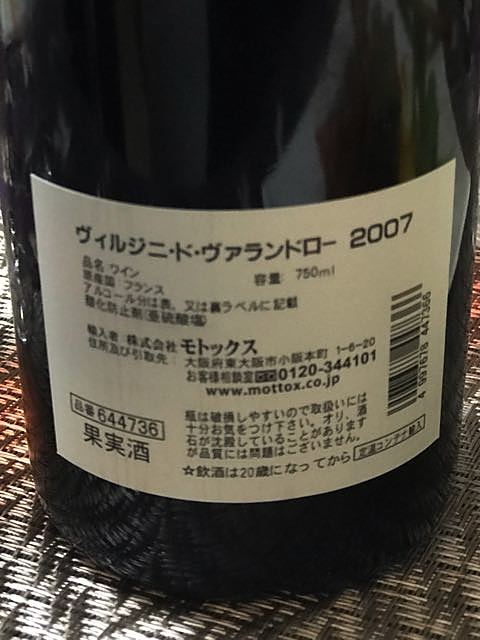 ヴィルジニ・ド・ヴァランドロー 2007
品名:ワイン
原産国:フランス 容量:750ml
アルコール分は表、又は裏ラベルに記載
酸化防止剤(亜硫酸塩)
輸入者:株式会社モトックス
住所及び引取先:大阪府東大阪市小阪本町 1-6-20
お客様相談室 0120-344101
www.mottox.co.jp
品番644736
果実酒
瓶は破損しやすいので取扱いには
十分お気をつけ下さい。オリ、酒
石が沈殿していることがあります
が品質には問題はございません。
定温コンテナ輸入
☆飲酒は20歳になってから
4 997678 447366